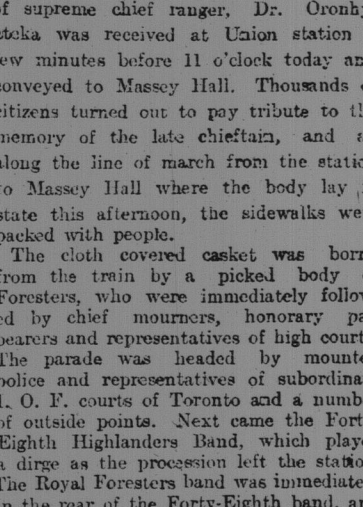 of supreme chief ranger, Dr. Oronhy
ateka was received at Union station
few minutes before 11 o'clock today an
conveyed to Massey Hall. Thousands
citizens turned out to pay tribute to th
memory of the late chieftain, and a
along the line of march from the statio
to Massey Hall where the body lay
state this afternoon, the sidewalks we
packed with people.
The cloth covered casket was born
from the train by a picked body
Foresters, who were immediately follow
ed by chief mourners, honorary pa
bearers and representatives of high court
The parade was headed by mounte
police and representatives of subordina
I. O. F. courts of Toronto and a numb
of outside points. Next came the Fort
Eighth Highlanders Band, which playe
a dirge as the procession left the statio
The Royal Foresters band was immediate
in the rear of the Forty-Eighth band, an